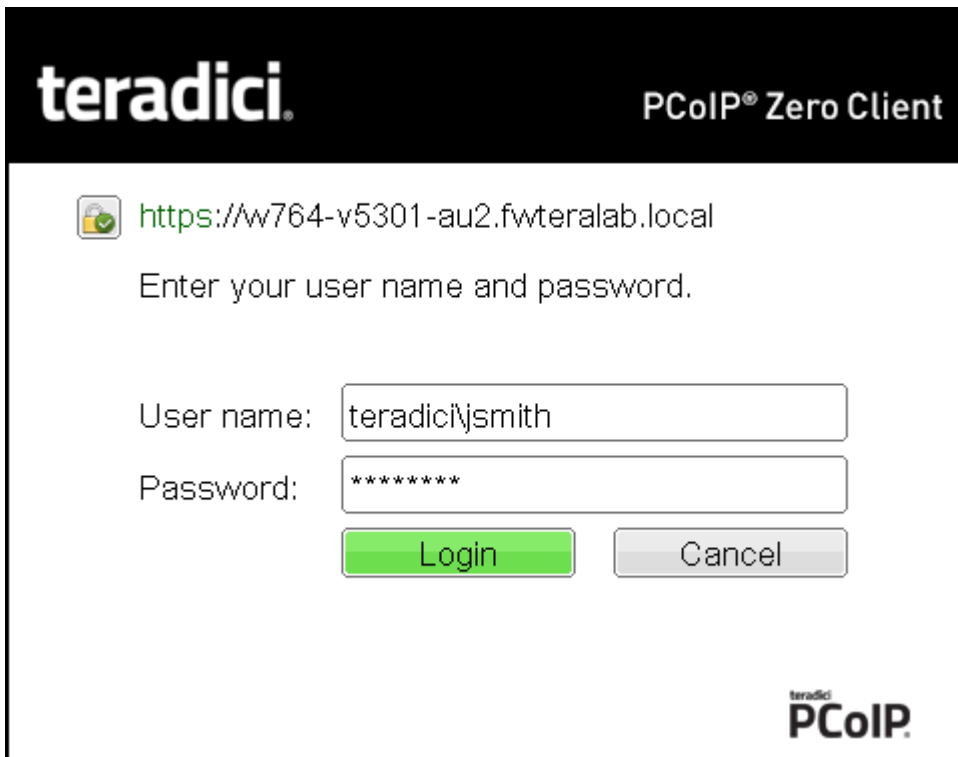 teradici.
PCoIP® Zero Client
https://w764-v5301-au2.fwteralab.local
Enter your user name and password.
User name: teradici\jsmith
Password: ********
Login Cancel
teradici
PCoIP.